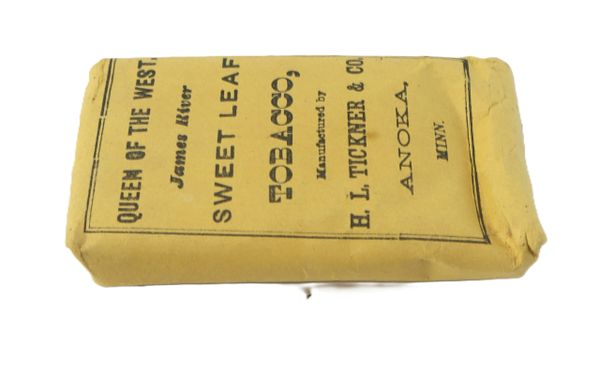 QUEEN OF THE WEST.
James River
SWEET LEAF
TOBACCO,
Manufactured by
H. L. TICKNER & CO.
ANOKA,
MINN.